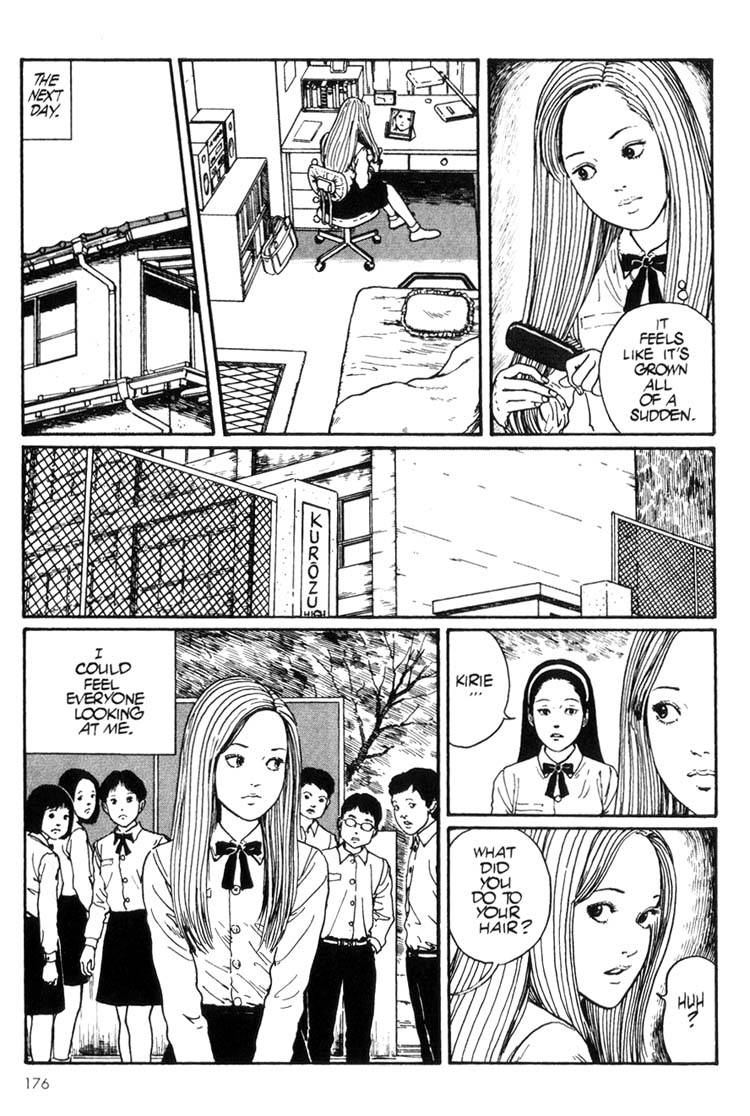 THE
NEXT
DAY.
IT
FEELS
LIKE IT'S
GROWN
ALL
OF A
SUDDEN.
KURŌZU
HIGH
I
COULD
FEEL
EVERYONE
LOOKING
AT ME.
KIRIE
...
WHAT
DID
YOU
DO TO
YOUR
HAIR?
HUH
?
176